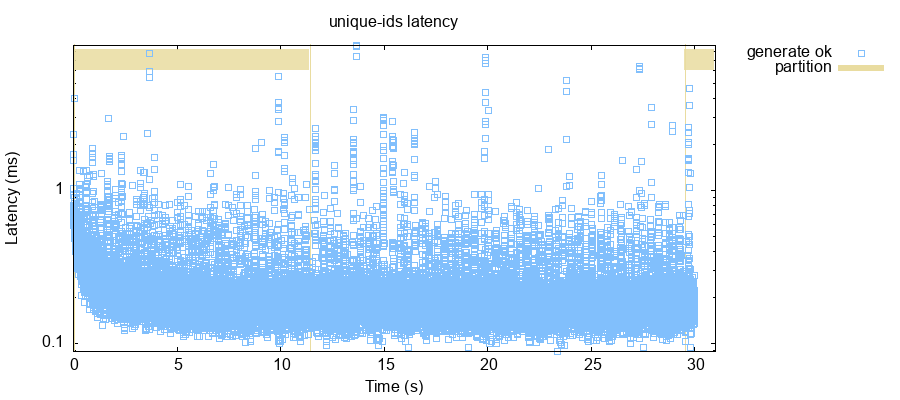 unique-ids latency
generate ok
partition
Latency (ms)
1
0.1
0
5
10
15
20
25
30
Time (s)